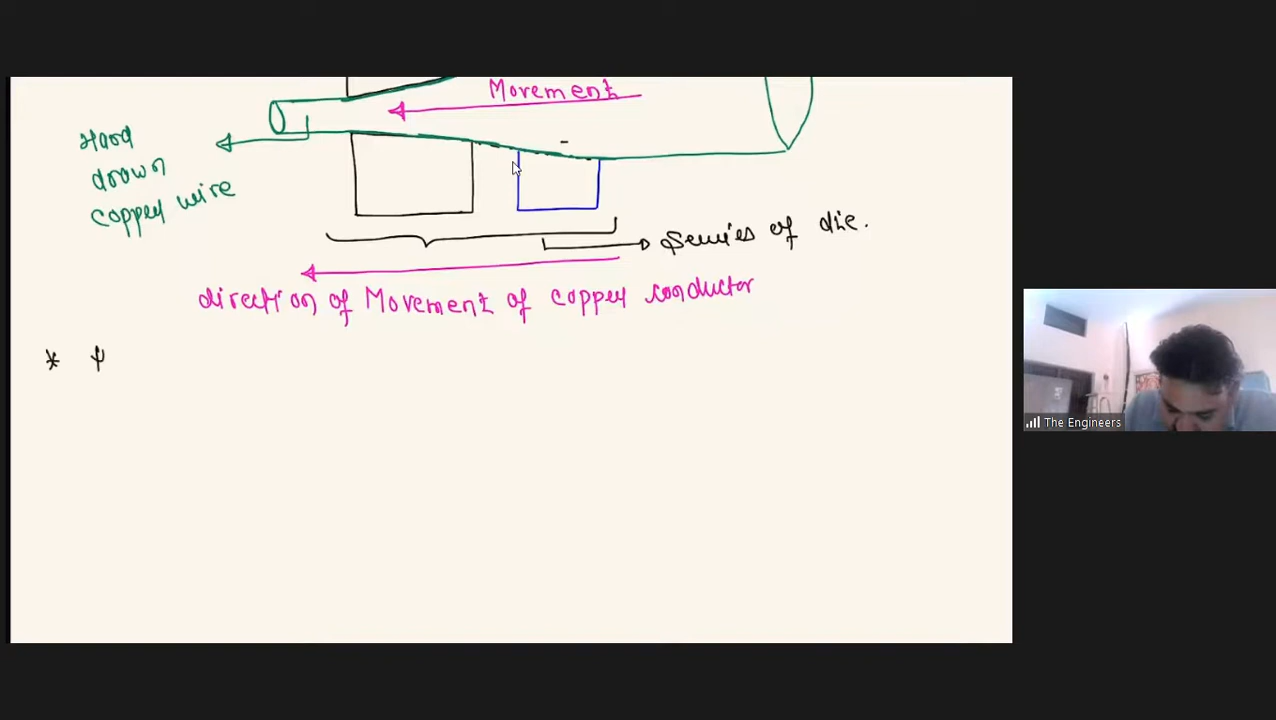 Movement
Hard
drawn
copper wire
Series of die.
direction of Movement of copper conductor
*
The Engineers